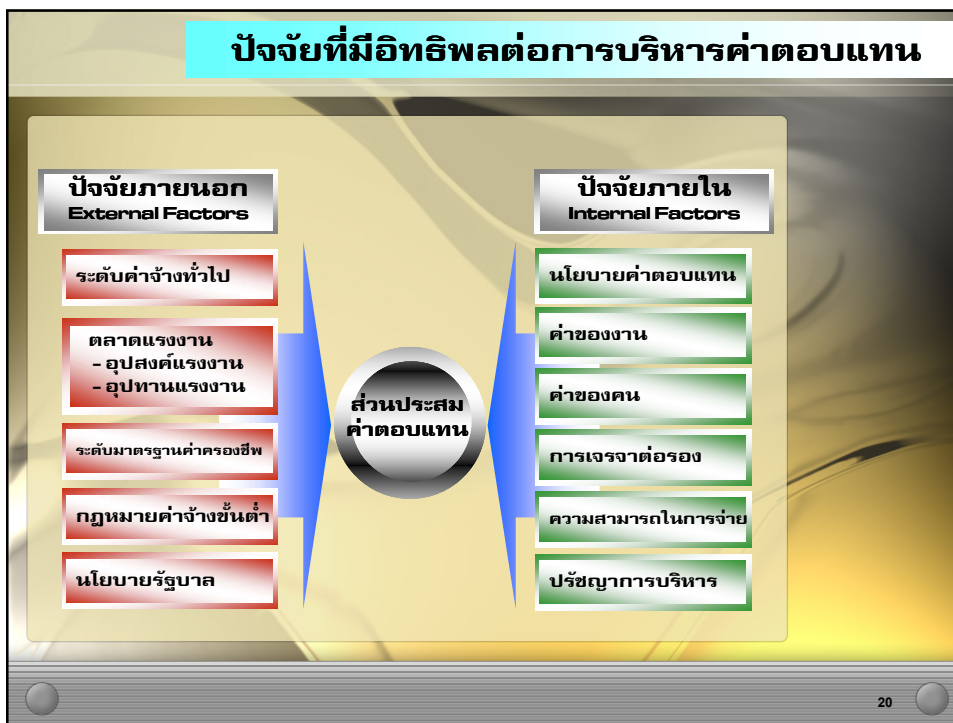 ปัจจัยที่มีอิทธิพลต่อการบริหารค่าตอบแทน
ปัจจัยภายนอก
External Factors
ระดับค่าจ้างทั่วไป
ตลาดแรงงาน
- อุปสงค์แรงงาน
- อุปทานแรงงาน
ระดับมาตรฐานค่าครองชีพ
กฎหมายค่าจ้างขั้นต่ำ
นโยบายรัฐบาล
ส่วนประสม
ค่าตอบแทน
ปัจจัยภายใน
Internal Factors
นโยบายค่าตอบแทน
ค่าของงาน
ค่าของคน
การเจรจาต่อรอง
ความสามารถในการจ่าย
ปรัชญาการบริหาร
20